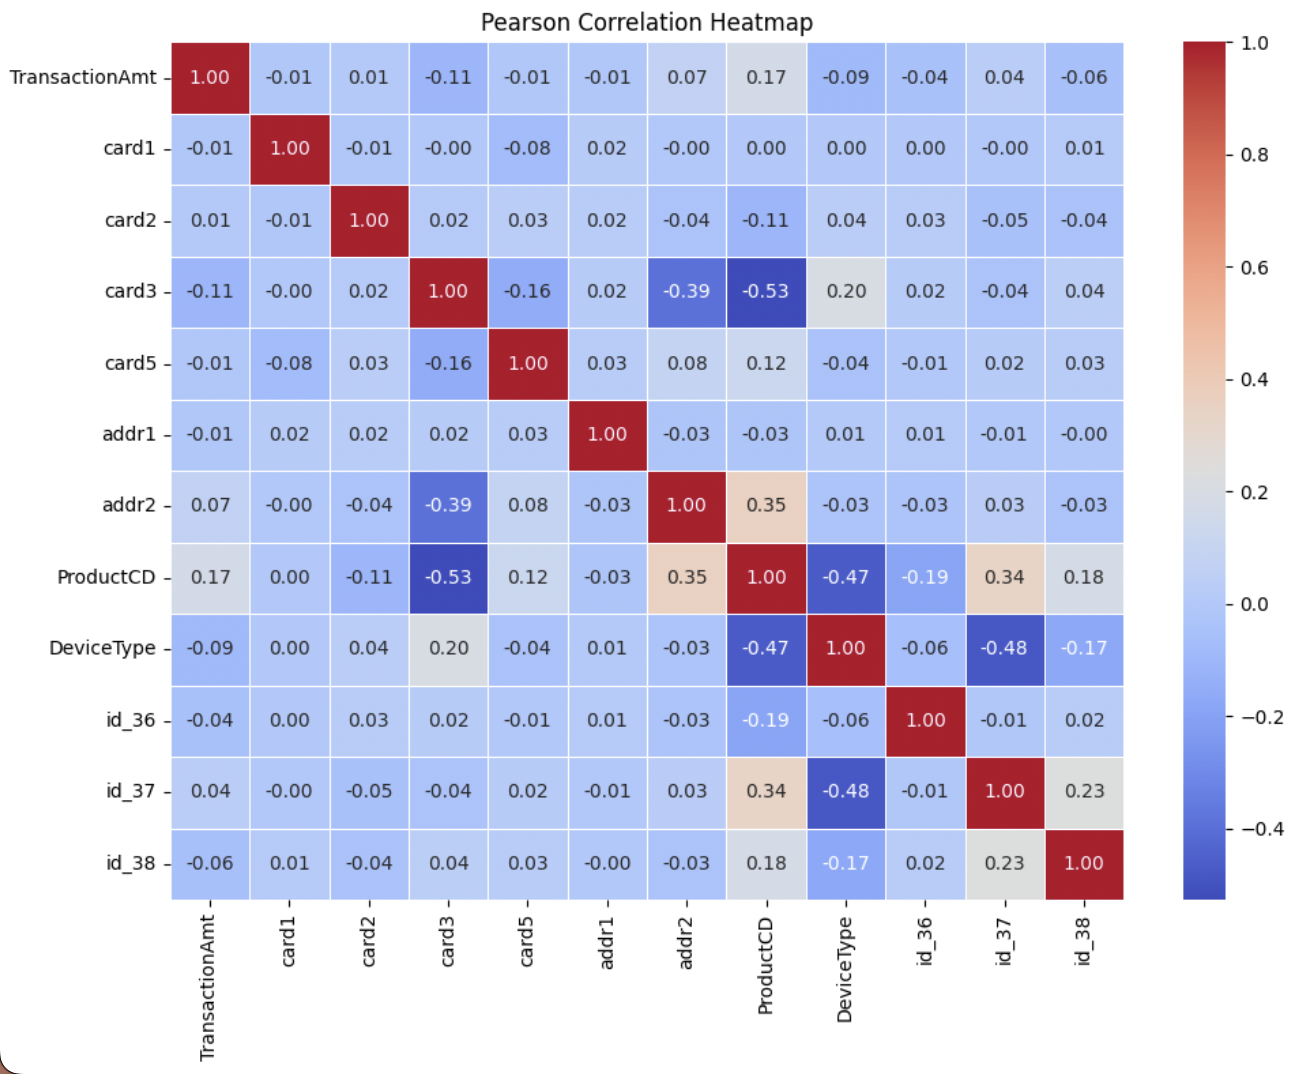 Pearson Correlation Heatmap
TransactionAmt 1.00 -0.01 0.01 -0.11 -0.01 -0.01 0.07 0.17 -0.09 -0.04 0.04 -0.06
card1 -0.01 1.00 -0.01 -0.00 -0.08 0.02 -0.00 0.00 0.00 0.00 -0.00 0.01
card2 0.01 -0.01 1.00 0.02 0.03 0.02 -0.04 -0.11 0.04 0.03 -0.05 -0.04
card3 -0.11 -0.00 0.02 1.00 -0.16 0.02 -0.39 -0.53 0.20 0.02 -0.04 0.04
card5 -0.01 -0.08 0.03 -0.16 1.00 0.03 0.08 0.12 -0.04 -0.01 0.02 0.03
addr1 -0.01 0.02 0.02 0.02 0.03 1.00 -0.03 -0.03 0.01 0.01 -0.01 -0.00
addr2 0.07 -0.00 -0.04 -0.39 0.08 -0.03 1.00 0.35 -0.03 -0.03 0.03 -0.03
ProductCD 0.17 0.00 -0.11 -0.53 0.12 -0.03 0.35 1.00 -0.47 -0.19 0.34 0.18
DeviceType -0.09 0.00 0.04 0.20 -0.04 0.01 -0.03 -0.47 1.00 -0.06 -0.48 -0.17
id_36 -0.04 0.00 0.03 0.02 -0.01 0.01 -0.03 -0.19 -0.06 1.00 -0.01 0.02
id_37 0.04 -0.00 -0.05 -0.04 0.02 -0.01 0.03 0.34 -0.48 -0.01 1.00 0.23
id_38 -0.06 0.01 -0.04 0.04 0.03 -0.00 -0.03 0.18 -0.17 0.02 0.23 1.00
TransactionAmt card1 card2 card3 card5 addr1 addr2 ProductCD DeviceType id_36 id_37 id_38
1.0
0.8
0.6
0.4
0.2
0.0
−0.2
−0.4